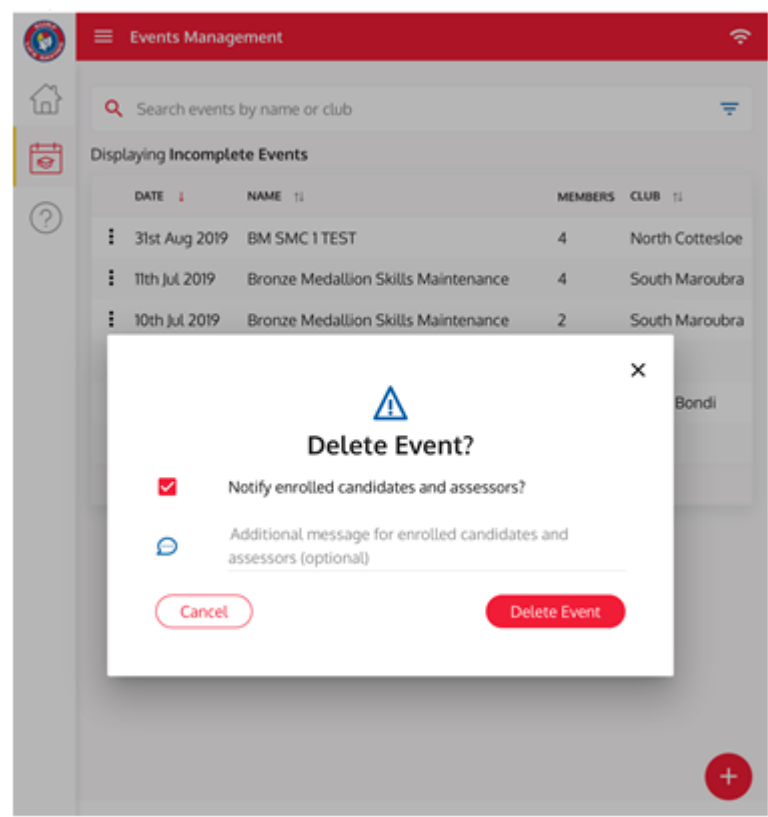 Events Management
Search events by name or club
Displaying Incomplete Events
DATE NAME MEMBERS CLUB
31st Aug 2019 BM SMC 1 TEST 4 North Cottesloe
11th Jul 2019 Bronze Medallion Skills Maintenance 4 South Maroubra
10th Jul 2019 Bronze Medallion Skills Maintenance 2 South Maroubra
Bondi
Delete Event?
Notify enrolled candidates and assessors?
Additional message for enrolled candidates and
assessors (optional)
Cancel Delete Event